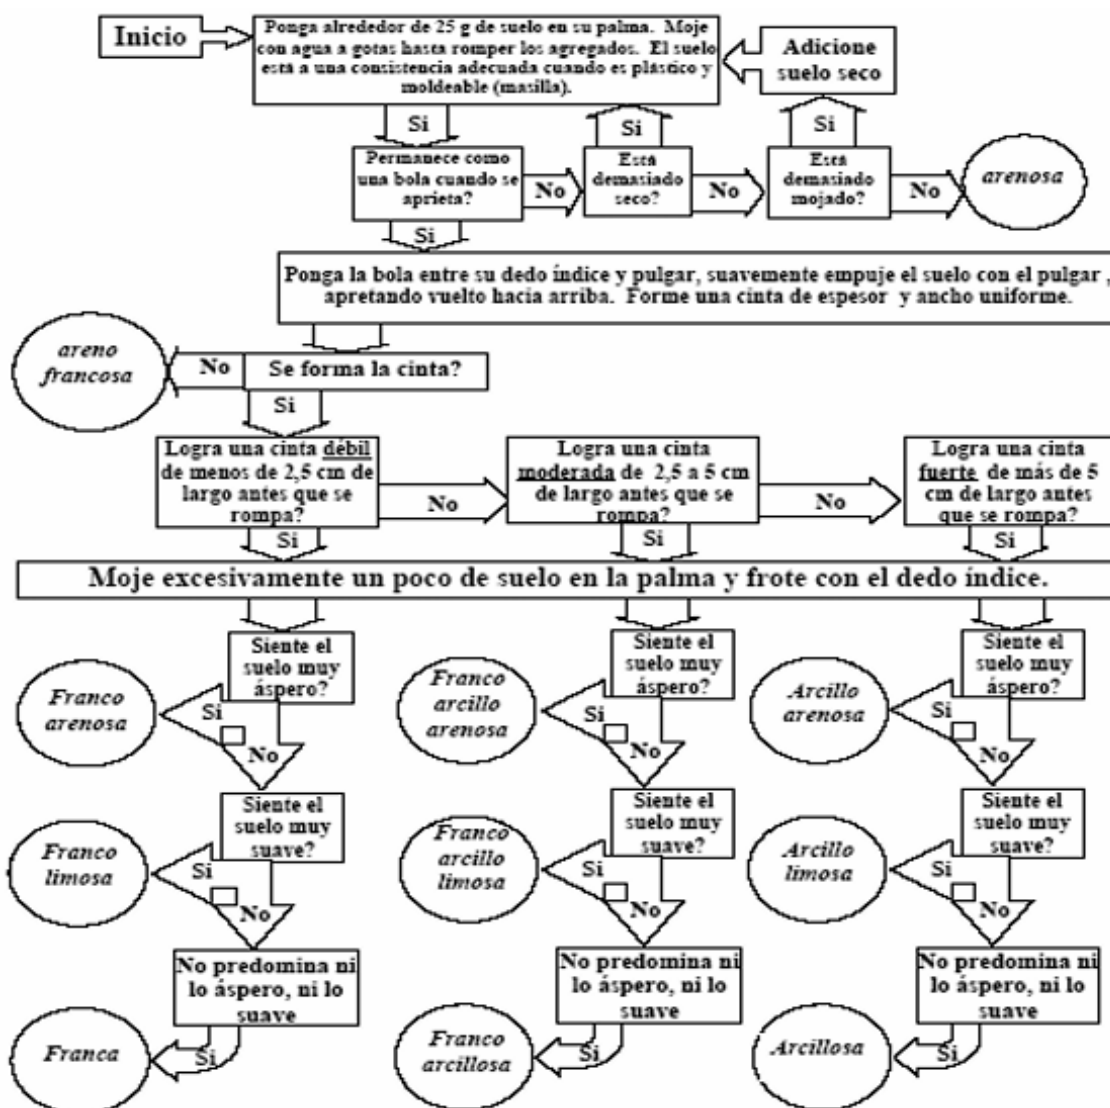 Inicio
Ponga alrededor de 25 g de suelo en su palma. Moje
con agua a gotas hasta romper los agregados. El suelo
está a una consistencia adecuada cuando es plástico y
moldeable (masilla).
Adicione
suelo seco
Si
Si
Si
Permanece como
una bola cuando se
aprieta?
No
Está
demasiado
seco?
No
Está
demasiado
mojado?
No
arenosa
Si
Ponga la bola entre su dedo índice y pulgar, suavemente empuje el suelo con el pulgar ,
apretando vuelto hacia arriba. Forme una cinta de espesor y ancho uniforme.
areno
francosa
No
Se forma la cinta?
Si
Logra una cinta débil
de menos de 2,5 cm de
largo antes que se
rompa?
No
Logra una cinta
moderada de 2,5 a 5 cm
de largo antes que se
rompa?
No
Logra una cinta
fuerte de más de 5
cm de largo antes
que se rompa?
Si
Si
Si
Moje excesivamente un poco de suelo en la palma y frote con el dedo índice.
Siente el
suelo muy
áspero?
Si
No
Franco
arenosa
Siente el
suelo muy
áspero?
Si
No
Franco
arcillo
arenosa
Siente el
suelo muy
áspero?
Si
No
Arcillo
arenosa
Siente el
suelo muy
suave?
Si
No
Franco
limosa
Siente el
suelo muy
suave?
Si
No
Franco
arcillo
limosa
Siente el
suelo muy
suave?
Si
No
Arcillo
limosa
No predomina ni
lo áspero, ni lo
suave
Si
Franca
No predomina ni
lo áspero, ni lo
suave
Si
Franco
arcillosa
No predomina ni
lo áspero, ni lo
suave
Si
Arcillosa